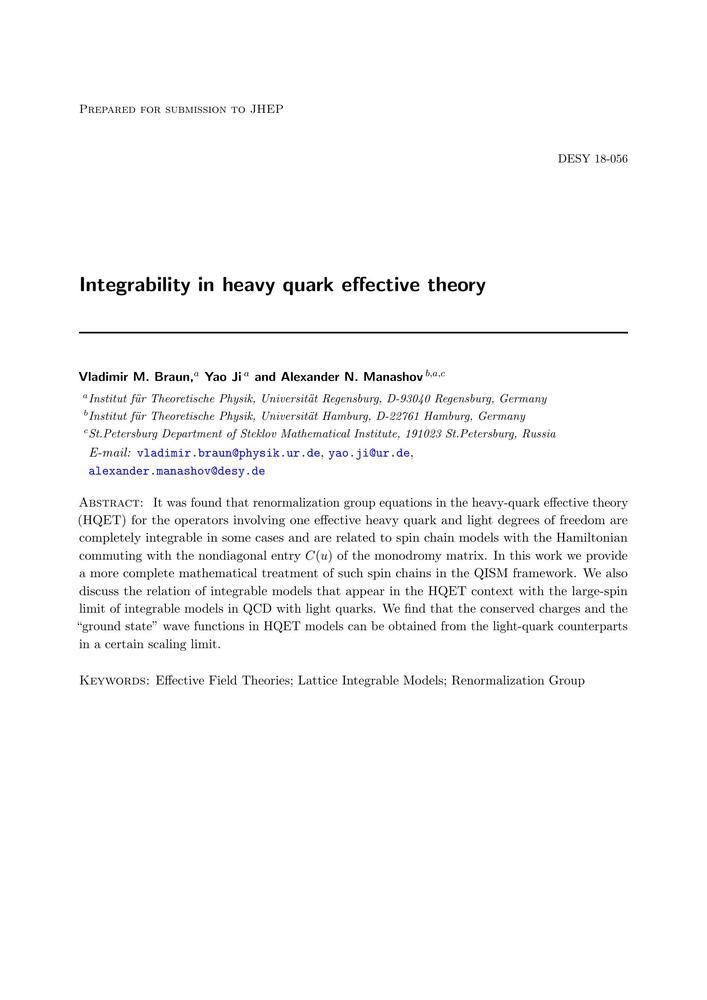 Prepared for submission to JHEP
DESY 18-056
Integrability in heavy quark effective theory
Vladimir M. Braun,ᵃ Yao Jiᵃ and Alexander N. Manashovᵇ,ᵃ,ᶜ
ᵃInstitut für Theoretische Physik, Universität Regensburg, D-93040 Regensburg, Germany
ᵇInstitut für Theoretische Physik, Universität Hamburg, D-22761 Hamburg, Germany
ᶜSt.Petersburg Department of Steklov Mathematical Institute, 191023 St.Petersburg, Russia
E-mail: vladimir.braun@physik.ur.de, yao.ji@ur.de,
alexander.manashov@desy.de
Abstract: It was found that renormalization group equations in the heavy-quark effective theory
(HQET) for the operators involving one effective heavy quark and light degrees of freedom are
completely integrable in some cases and are related to spin chain models with the Hamiltonian
commuting with the nondiagonal entry C(u) of the monodromy matrix. In this work we provide
a more complete mathematical treatment of such spin chains in the QISM framework. We also
discuss the relation of integrable models that appear in the HQET context with the large-spin
limit of integrable models in QCD with light quarks. We find that the conserved charges and the
“ground state” wave functions in HQET models can be obtained from the light-quark counterparts
in a certain scaling limit.
Keywords: Effective Field Theories; Lattice Integrable Models; Renormalization Group